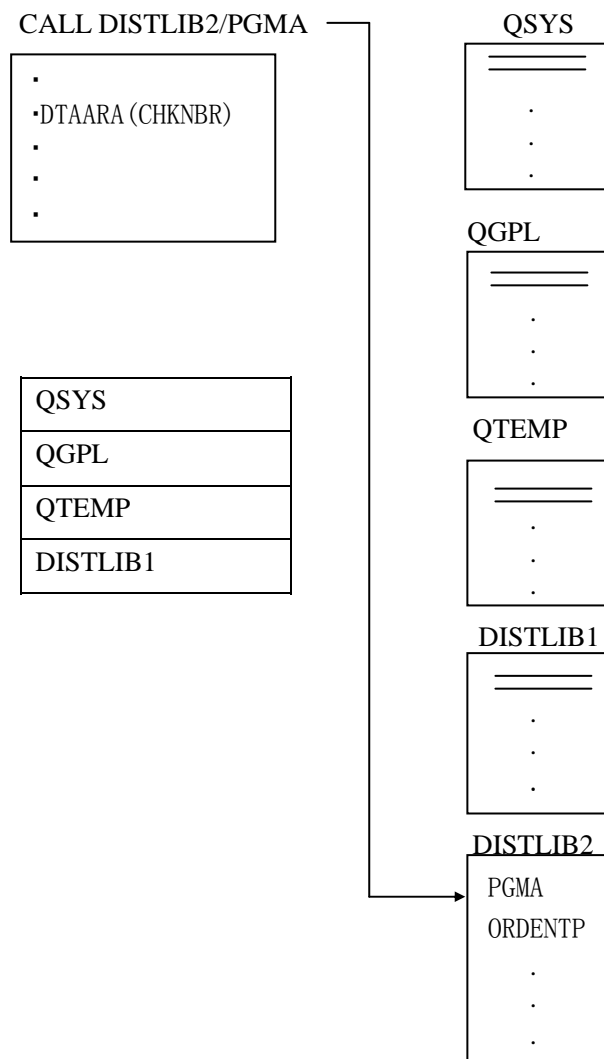 CALL DISTLIB2/PGMA
.
.DTAARA(CHKNBR)
.
.
.
QSYS
QGPL
QTEMP
DISTLIB1
QSYS
.
.
.
QGPL
.
.
.
QTEMP
.
.
.
DISTLIB1
.
.
.
DISTLIB2
PGMA
ORDENTP
.
.
.